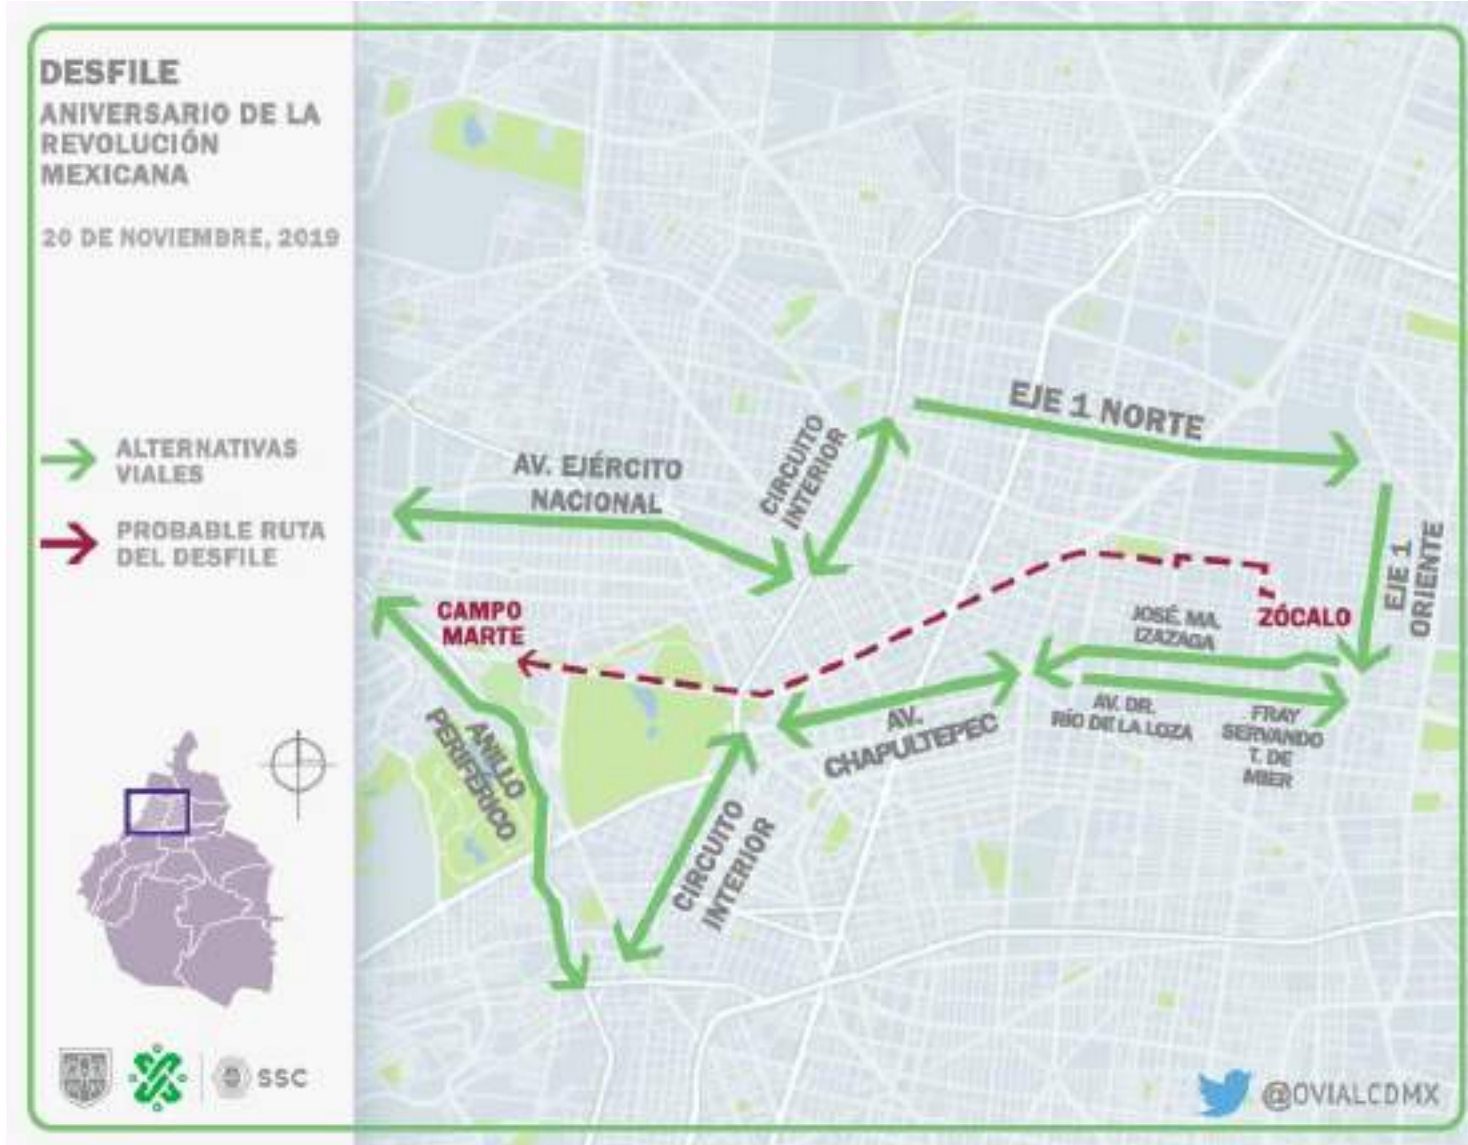 DESFILE
ANIVERSARIO DE LA
REVOLUCIÓN
MEXICANA
20 DE NOVIEMBRE, 2019
ALTERNATIVAS
VIALES
PROBABLE RUTA
DEL DESFILE
EJE 1 NORTE
CIRCUITO
INTERIOR
AV. EJÉRCITO
NACIONAL
EJE 1
ORIENTE
CAMPO
MARTE
ZÓCALO
JOSÉ. MA.
IZAZAGA
AV. DR.
RÍO DE LA LOZA
FRAY
SERVANDO
T. DE
MIER
AV.
CHAPULTEPEC
ANILLO
PERIFÉRICO
CIRCUITO
INTERIOR
SSC
@OVIALCDMX